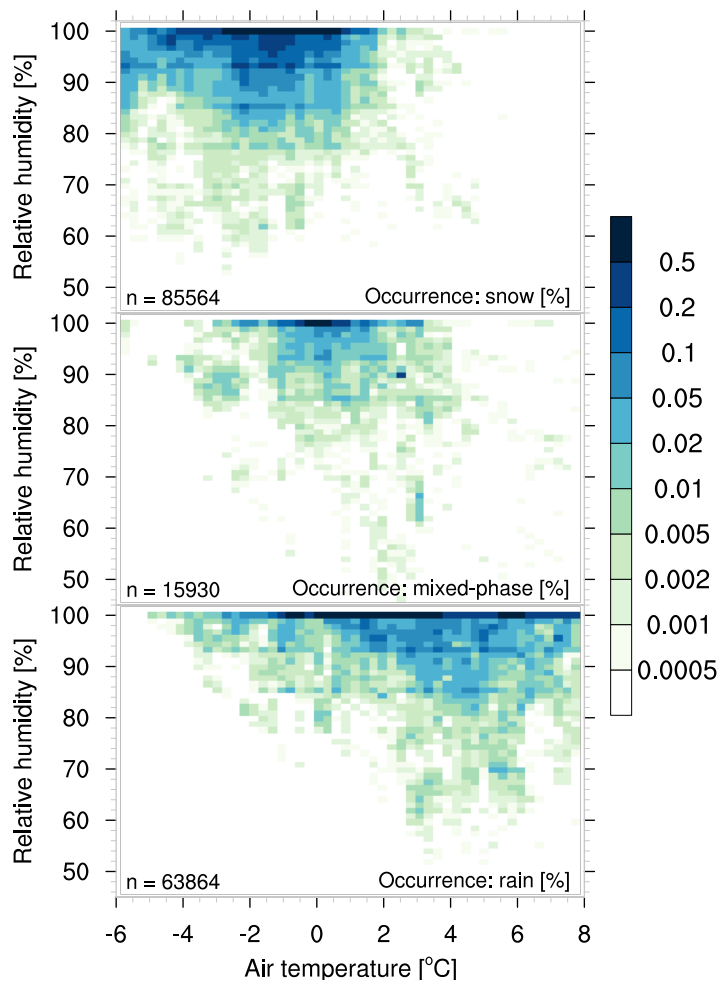 100
90
80
70
60
50
Relative humidity [%]
n = 85564
Occurrence: snow [%]
100
90
80
70
60
50
Relative humidity [%]
n = 15930
Occurrence: mixed-phase [%]
100
90
80
70
60
50
Relative humidity [%]
n = 63864
Occurrence: rain [%]
-6 -4 -2 0 2 4 6 8
Air temperature [°C]
0.5
0.2
0.1
0.05
0.02
0.01
0.005
0.002
0.001
0.0005